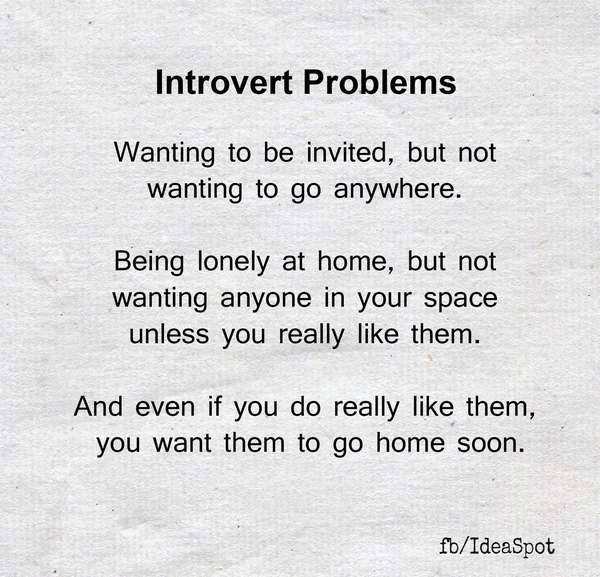 Introvert Problems
Wanting to be invited, but not
wanting to go anywhere.
Being lonely at home, but not
wanting anyone in your space
unless you really like them.
And even if you do really like them,
you want them to go home soon.
fb/IdeaSpot